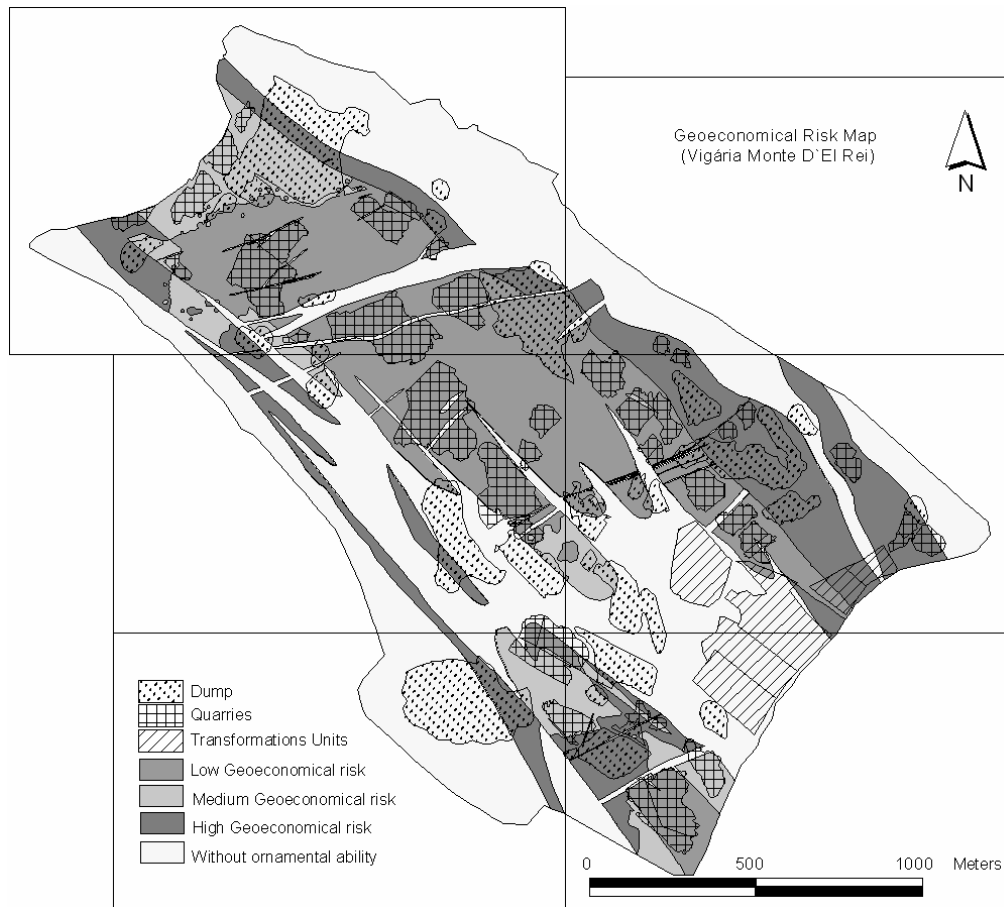 Geoeconomical Risk Map
(Vigária Monte D`El Rei)
N
Dump
Quarries
Transformations Units
Low Geoeconomical risk
Medium Geoeconomical risk
High Geoeconomical risk
Without ornamental ability
0 500 1000 Meters